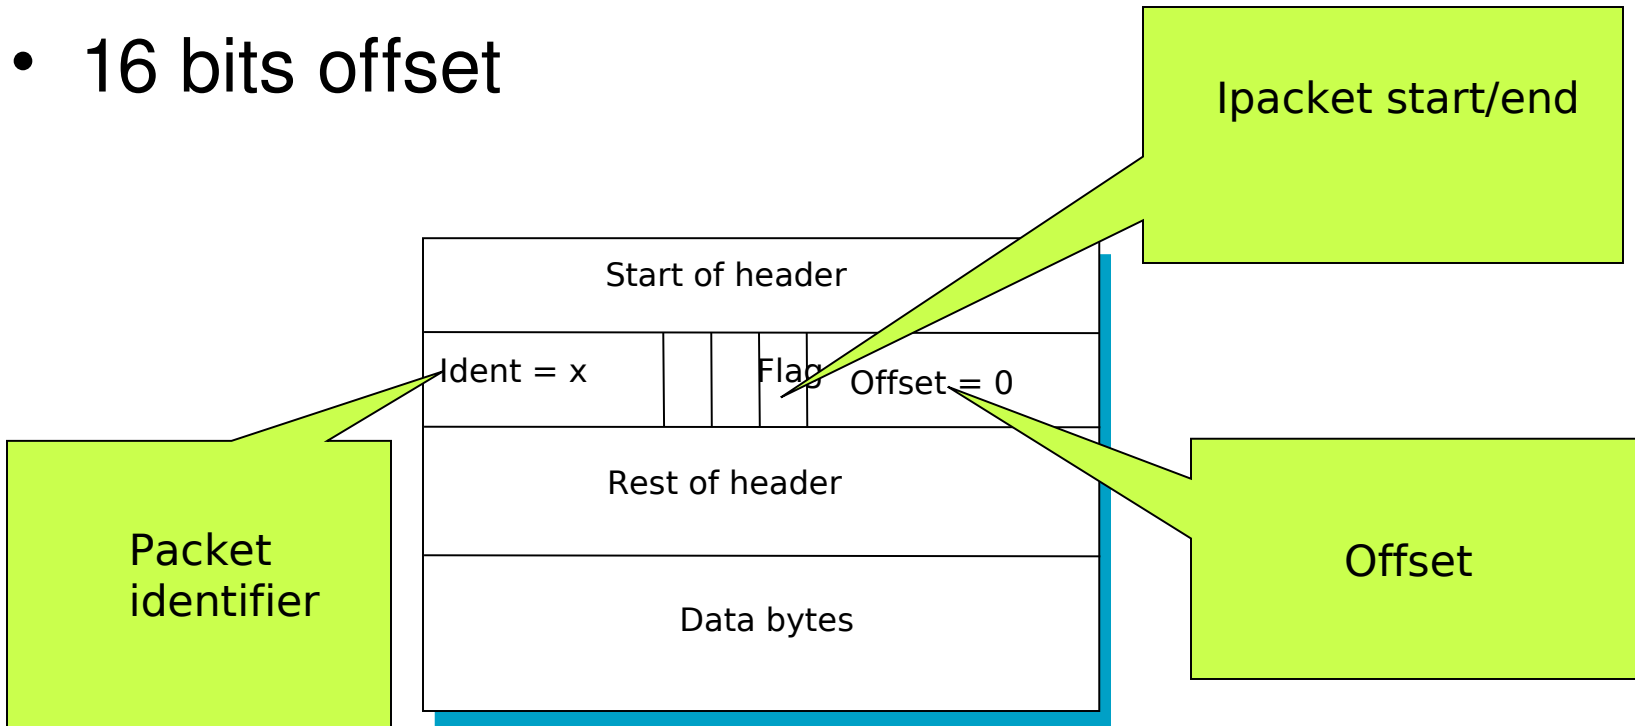 • 16 bits offset
Ipacket start/end
Start of header
Ident = x
Flag
Offset = 0
Rest of header
Packet
identifier
Offset
Data bytes